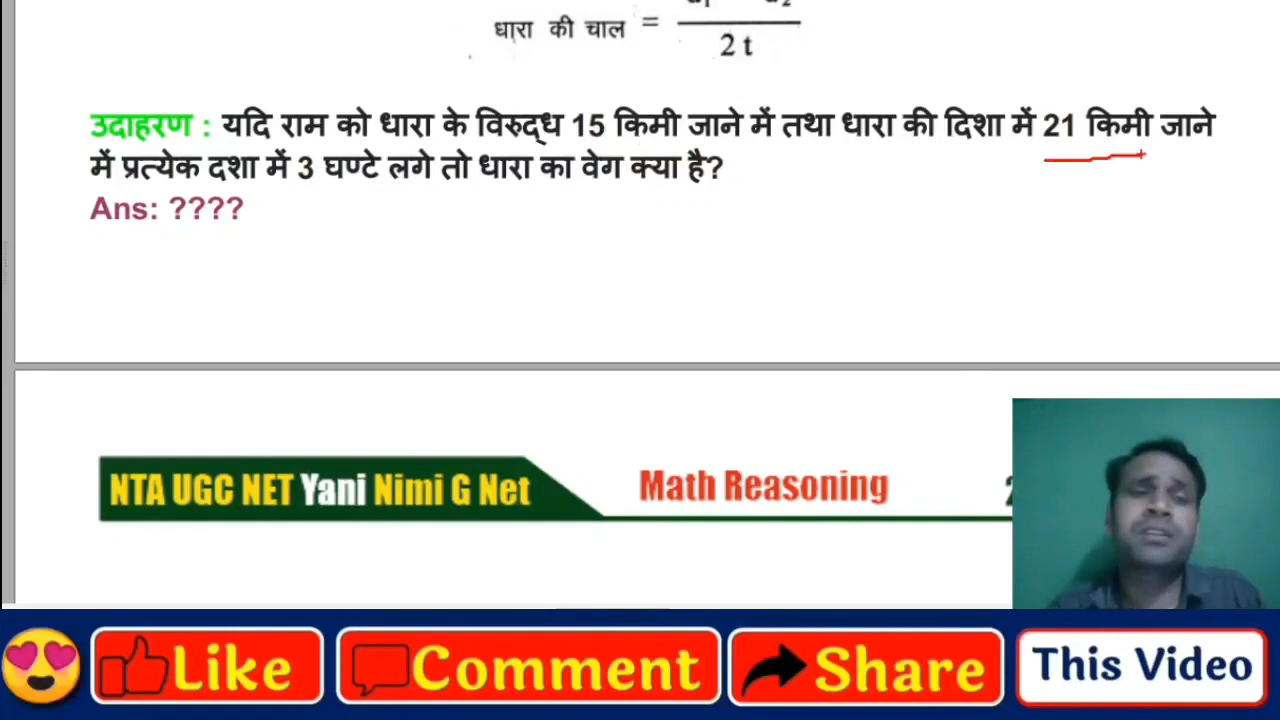 धारा की चाल =
2 t
उदाहरण : यदि राम को धारा के विरुद्ध 15 किमी जाने में तथा धारा की दिशा में 21 किमी जाने
में प्रत्येक दशा में 3 घण्टे लगे तो धारा का वेग क्या है?
Ans: ????
NTA UGC NET Yani Nimi G Net
Math Reasoning
Like
Comment
Share
This Video